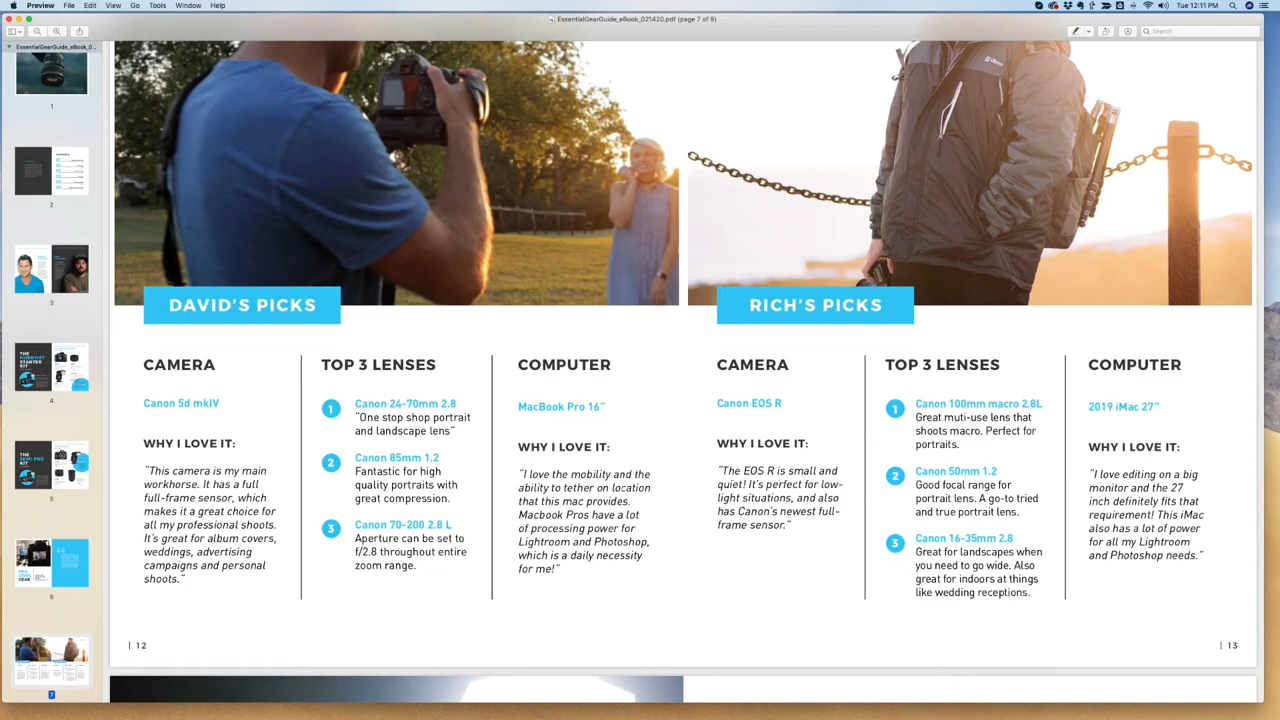 Preview File Edit View Go Tools Window Help
Tue 12:11 PM
EssentialGearGuide_eBook_021420.pdf (page 7 of 9)
Search
EssentialGearGuide_eBook_0...
1
2
3
4
5
6
7
DAVID'S PICKS
CAMERA
Canon 5d mkIV
WHY I LOVE IT:
"This camera is my main
workhorse. It has a full
full-frame sensor, which
makes it a great choice for
all my professional shoots.
It's great for album covers,
weddings, advertising
campaigns and personal
shoots."
TOP 3 LENSES
1 Canon 24-70mm 2.8
"One stop shop portrait
and landscape lens"
2 Canon 85mm 1.2
Fantastic for high
quality portraits with
great compression.
3 Canon 70-200 2.8 L
Aperture can be set to
f/2.8 throughout entire
zoom range.
COMPUTER
MacBook Pro 16"
WHY I LOVE IT:
"I love the mobility and the
ability to tether on location
that this mac provides.
Macbook Pros have a lot
of processing power for
Lightroom and Photoshop,
which is a daily necessity
for me!"
| 12
RICH'S PICKS
CAMERA
Canon EOS R
WHY I LOVE IT:
"The EOS R is small and
quiet! It's perfect for low-
light situations, and also
has Canon's newest full-
frame sensor."
TOP 3 LENSES
1 Canon 100mm macro 2.8L
Great muti-use lens that
shoots macro. Perfect for
portraits.
2 Canon 50mm 1.2
Good focal range for
portrait lens. A go-to tried
and true portrait lens.
3 Canon 16-35mm 2.8
Great for landscapes when
you need to go wide. Also
great for indoors at things
like wedding receptions.
COMPUTER
2019 iMac 27"
WHY I LOVE IT:
"I love editing on a big
monitor and the 27
inch definitely fits that
requirement! This iMac
also has a lot of power
for all my Lightroom
and Photoshop needs."
| 13